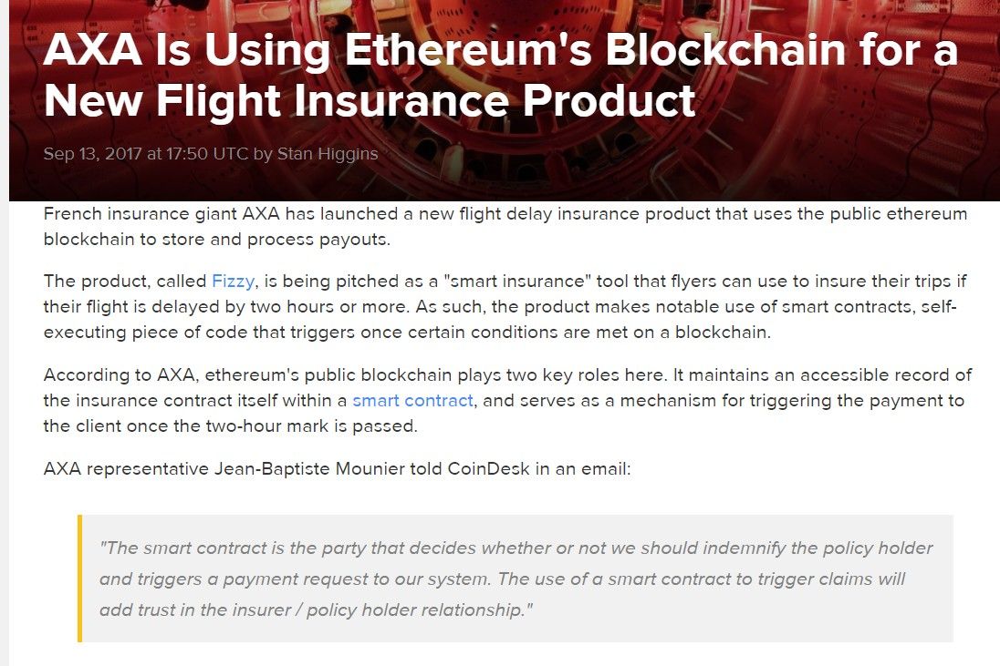 AXA Is Using Ethereum's Blockchain for a
New Flight Insurance Product
Sep 13, 2017 at 17:50 UTC by Stan Higgins
French insurance giant AXA has launched a new flight delay insurance product that uses the public ethereum
blockchain to store and process payouts.
The product, called Fizzy, is being pitched as a "smart insurance" tool that flyers can use to insure their trips if
their flight is delayed by two hours or more. As such, the product makes notable use of smart contracts, self-
executing piece of code that triggers once certain conditions are met on a blockchain.
According to AXA, ethereum's public blockchain plays two key roles here. It maintains an accessible record of
the insurance contract itself within a smart contract, and serves as a mechanism for triggering the payment to
the client once the two-hour mark is passed.
AXA representative Jean-Baptiste Mounier told CoinDesk in an email:
"The smart contract is the party that decides whether or not we should indemnify the policy holder
and triggers a payment request to our system. The use of a smart contract to trigger claims will
add trust in the insurer / policy holder relationship."